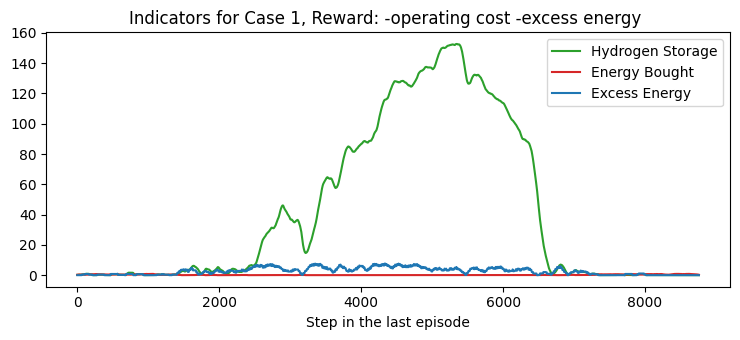 Indicators for Case 1, Reward: -operating cost -excess energy
160
140
120
100
80
60
40
20
0
Hydrogen Storage
Energy Bought
Excess Energy
0 2000 4000 6000 8000
Step in the last episode